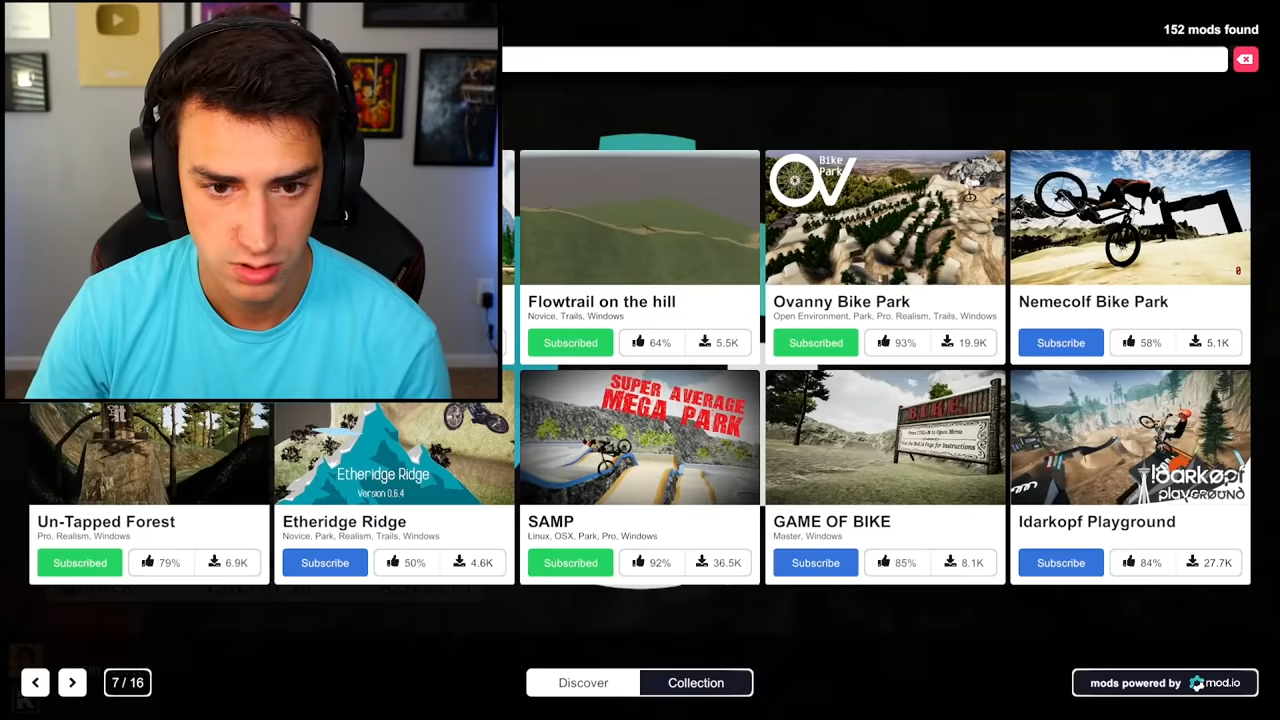 152 mods found
OV Bike Park
Flowtrail on the hill
Novice, Trails, Windows
Subscribed 64% 5.5K
Ovanny Bike Park
Open Environment, Park, Pro, Realism, Trails, Windows
Subscribed 93% 19.9K
Nemecolf Bike Park
Subscribe 58% 5.1K
Etheridge Ridge
Version 0.6.4
SUPER AVERAGE
MEGA PARK
BIKE
!darkopf
playground
Un-Tapped Forest
Pro, Realism, Windows
Subscribed 79% 6.9K
Etheridge Ridge
Novice, Park, Realism, Trails, Windows
Subscribe 50% 4.6K
SAMP
Linux, OSX, Park, Pro, Windows
Subscribed 92% 36.5K
GAME OF BIKE
Master, Windows
Subscribe 85% 8.1K
Idarkopf Playground
Subscribe 84% 27.7K
7 / 16
Discover Collection
mods powered by mod.io